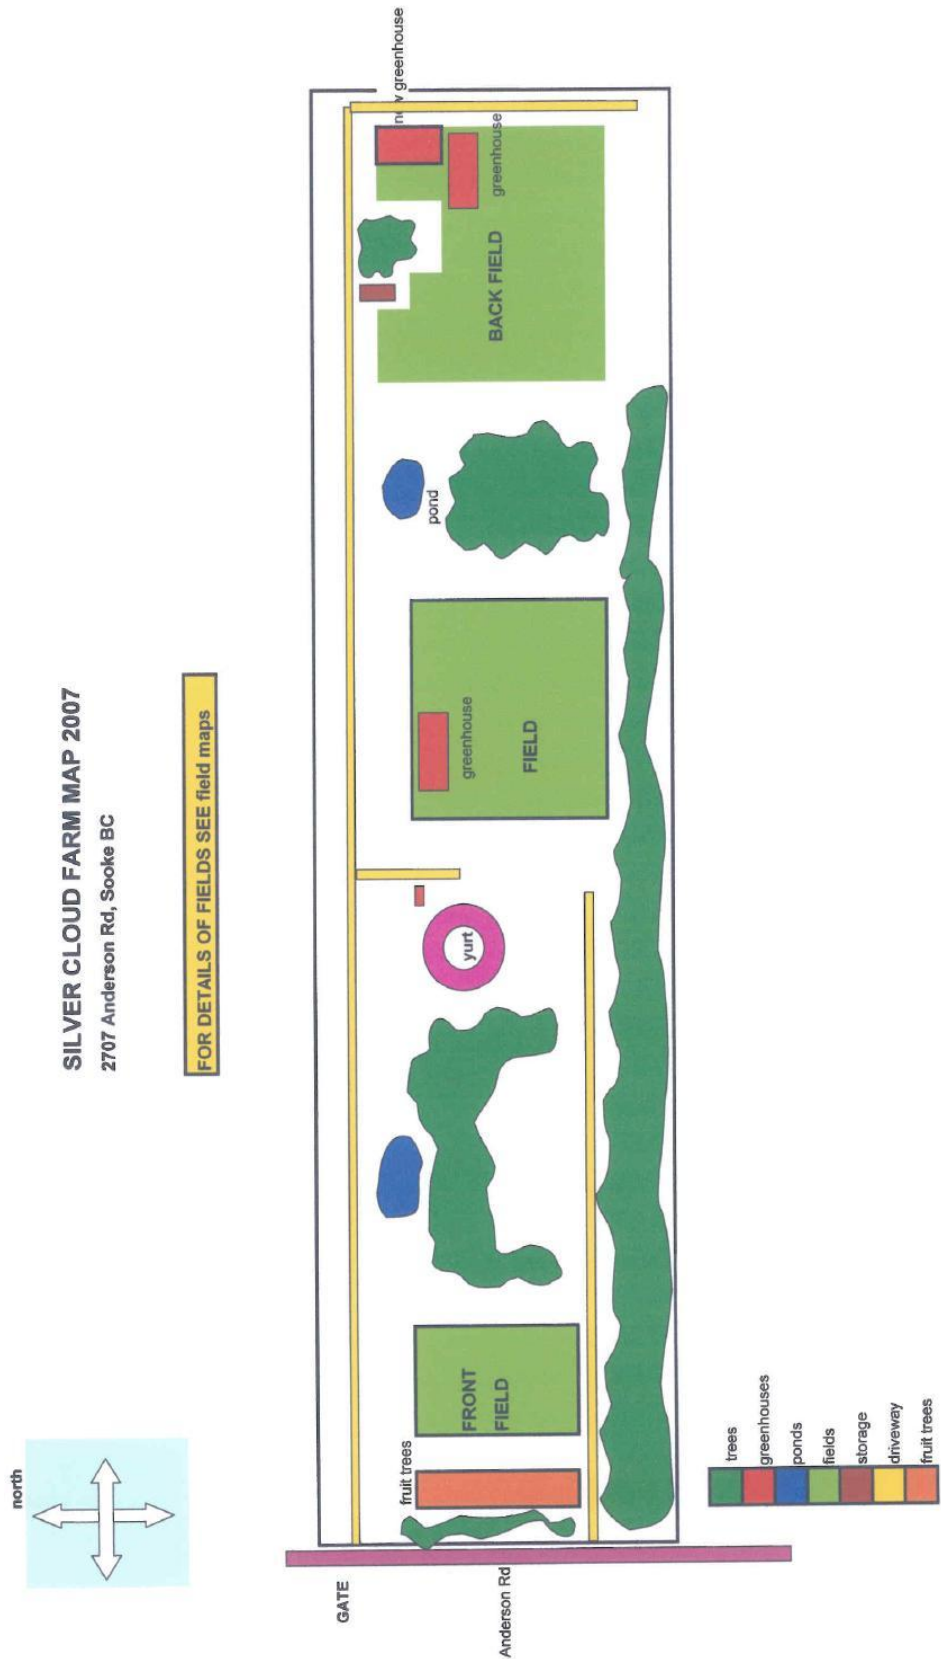 SILVER CLOUD FARM MAP 2007
2707 Anderson Rd, Sooke BC
FOR DETAILS OF FIELDS SEE field maps
north
GATE
Anderson Rd
fruit trees
FRONT
FIELD
yurt
greenhouse
FIELD
pond
BACK FIELD
greenhouse
greenhouse
trees
greenhouses
ponds
fields
storage
driveway
fruit trees